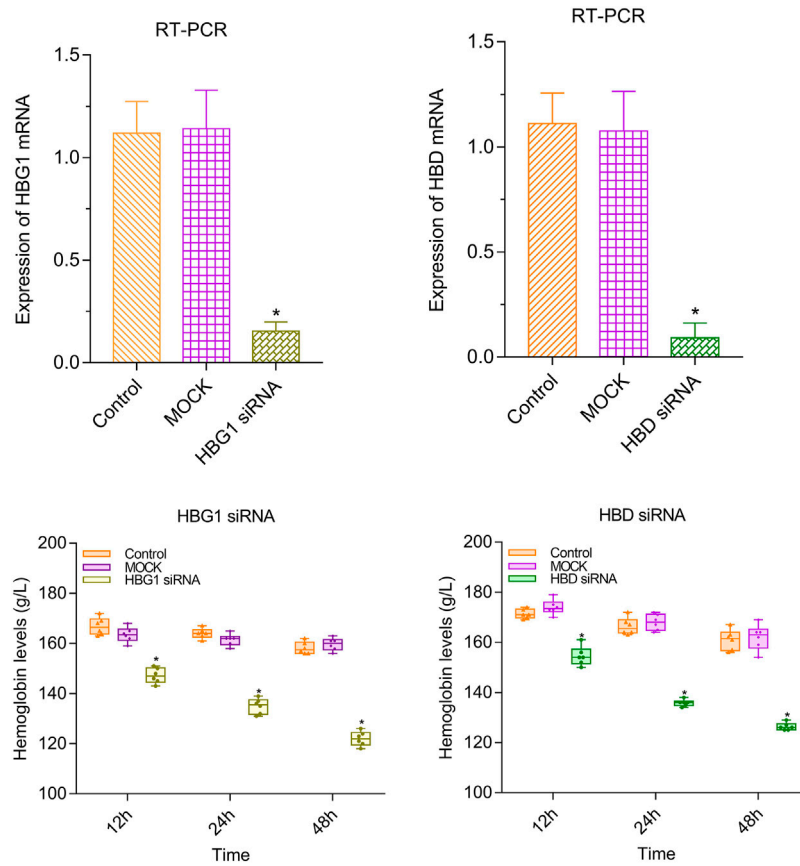 RT-PCR
Expression of HBG1 mRNA
1.5
1.0
0.5
0.0
*
Control
MOCK
HBG1 siRNA
RT-PCR
Expression of HBD mRNA
1.5
1.0
0.5
0.0
*
Control
MOCK
HBD siRNA
HBG1 siRNA
Hemoglobin levels (g/L)
200
180
160
140
120
100
Control
MOCK
HBG1 siRNA
*
*
*
12h
24h
48h
Time
HBD siRNA
Hemoglobin levels (g/L)
200
180
160
140
120
100
Control
MOCK
HBD siRNA
*
*
*
12h
24h
48h
Time